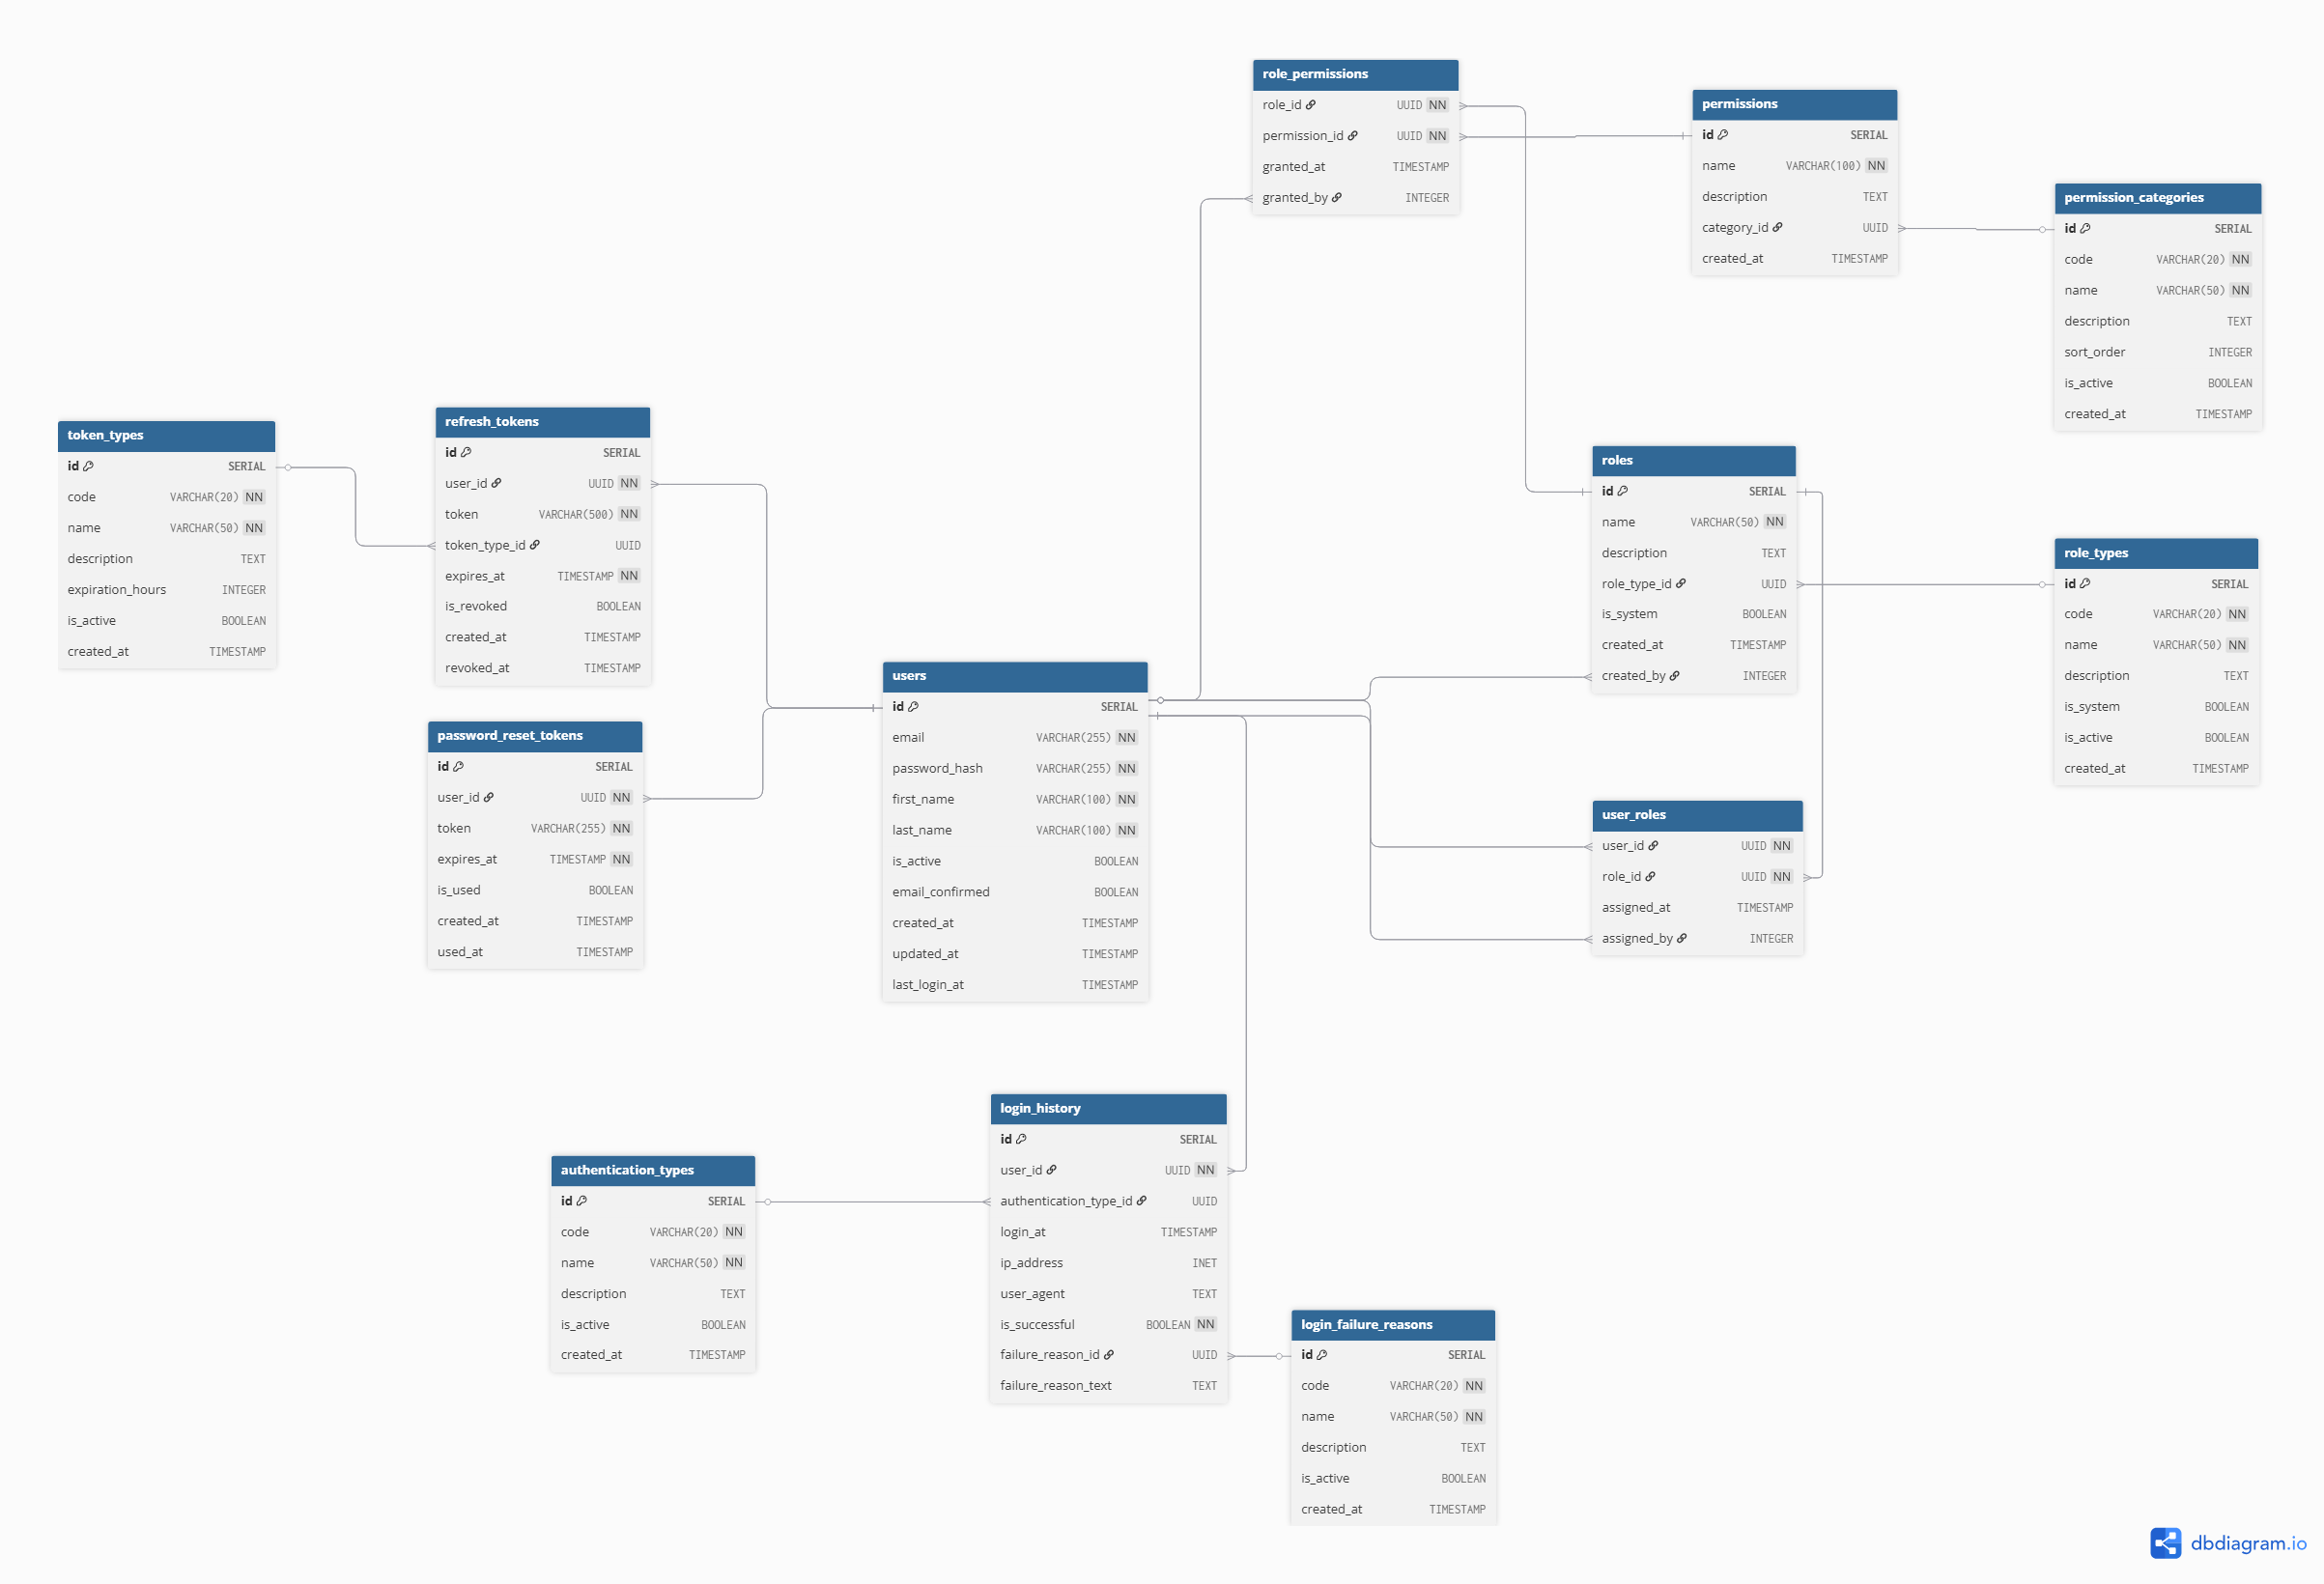 role_permissions
role_id UUID NN
permission_id UUID NN
granted_at TIMESTAMP
granted_by INTEGER
permissions
id SERIAL
name VARCHAR(100) NN
description TEXT
category_id UUID
created_at TIMESTAMP
permission_categories
id SERIAL
code VARCHAR(20) NN
name VARCHAR(50) NN
description TEXT
sort_order INTEGER
is_active BOOLEAN
created_at TIMESTAMP
token_types
id SERIAL
code VARCHAR(20) NN
name VARCHAR(50) NN
description TEXT
expiration_hours INTEGER
is_active BOOLEAN
created_at TIMESTAMP
refresh_tokens
id SERIAL
user_id UUID NN
token VARCHAR(500) NN
token_type_id UUID
expires_at TIMESTAMP NN
is_revoked BOOLEAN
created_at TIMESTAMP
revoked_at TIMESTAMP
roles
id SERIAL
name VARCHAR(50) NN
description TEXT
role_type_id UUID
is_system BOOLEAN
created_at TIMESTAMP
created_by INTEGER
role_types
id SERIAL
code VARCHAR(20) NN
name VARCHAR(50) NN
description TEXT
is_system BOOLEAN
is_active BOOLEAN
created_at TIMESTAMP
users
id SERIAL
email VARCHAR(255) NN
password_hash VARCHAR(255) NN
first_name VARCHAR(100) NN
last_name VARCHAR(100) NN
is_active BOOLEAN
email_confirmed BOOLEAN
created_at TIMESTAMP
updated_at TIMESTAMP
last_login_at TIMESTAMP
password_reset_tokens
id SERIAL
user_id UUID NN
token VARCHAR(255) NN
expires_at TIMESTAMP NN
is_used BOOLEAN
created_at TIMESTAMP
used_at TIMESTAMP
user_roles
user_id UUID NN
role_id UUID NN
assigned_at TIMESTAMP
assigned_by INTEGER
login_history
id SERIAL
user_id UUID NN
authentication_type_id UUID
login_at TIMESTAMP
ip_address INET
user_agent TEXT
is_successful BOOLEAN NN
failure_reason_id UUID
failure_reason_text TEXT
authentication_types
id SERIAL
code VARCHAR(20) NN
name VARCHAR(50) NN
description TEXT
is_active BOOLEAN
created_at TIMESTAMP
login_failure_reasons
id SERIAL
code VARCHAR(20) NN
name VARCHAR(50) NN
description TEXT
is_active BOOLEAN
created_at TIMESTAMP
dbdiagram.io